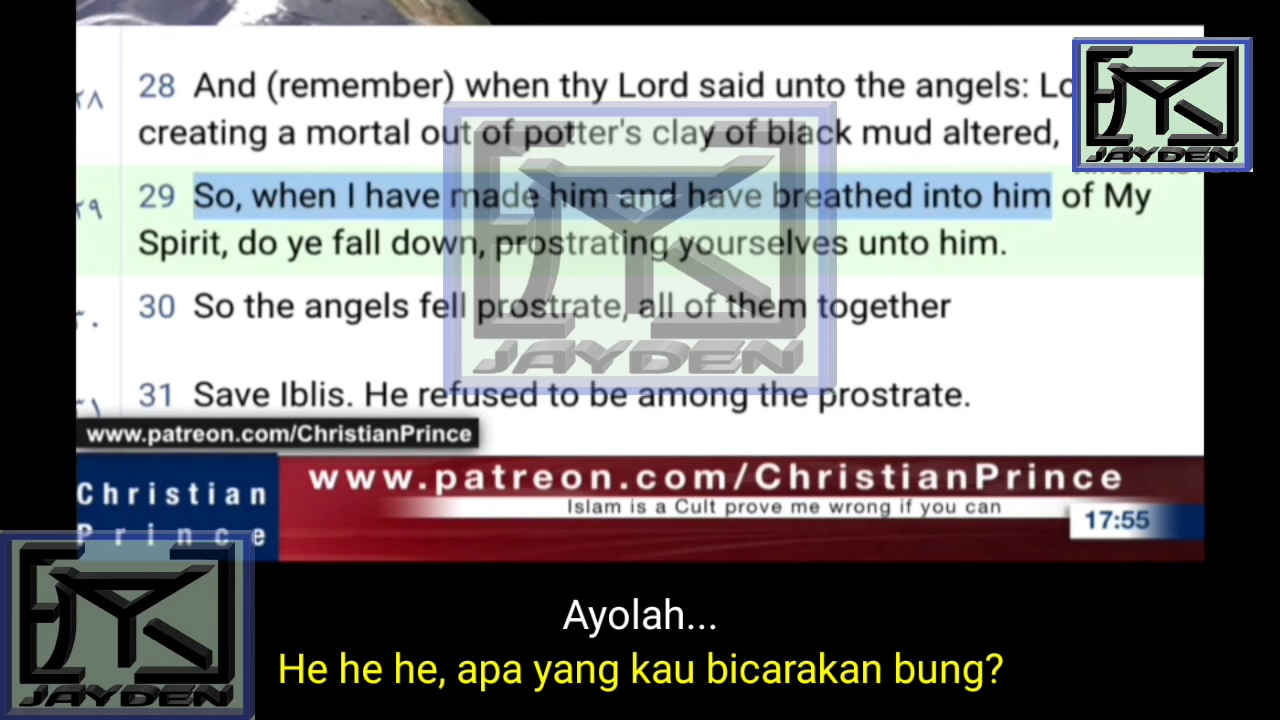 ٢٨
28 And (remember) when thy Lord said unto the angels: Lo
creating a mortal out of potter's clay of black mud altered,
JAYDEN
٢٩
29 So, when I have made him and have breathed into him of My
Spirit, do ye fall down, prostrating yourselves unto him.
30 So the angels fell prostrate, all of them together
JAYDEN
31 Save Iblis. He refused to be among the prostrate.
www.patreon.com/ChristianPrince
Christian
Prince
www.patreon.com/ChristianPrince
Islam is a Cult prove me wrong if you can
17:55
JAYDEN
Ayolah...
He he he, apa yang kau bicarakan bung?